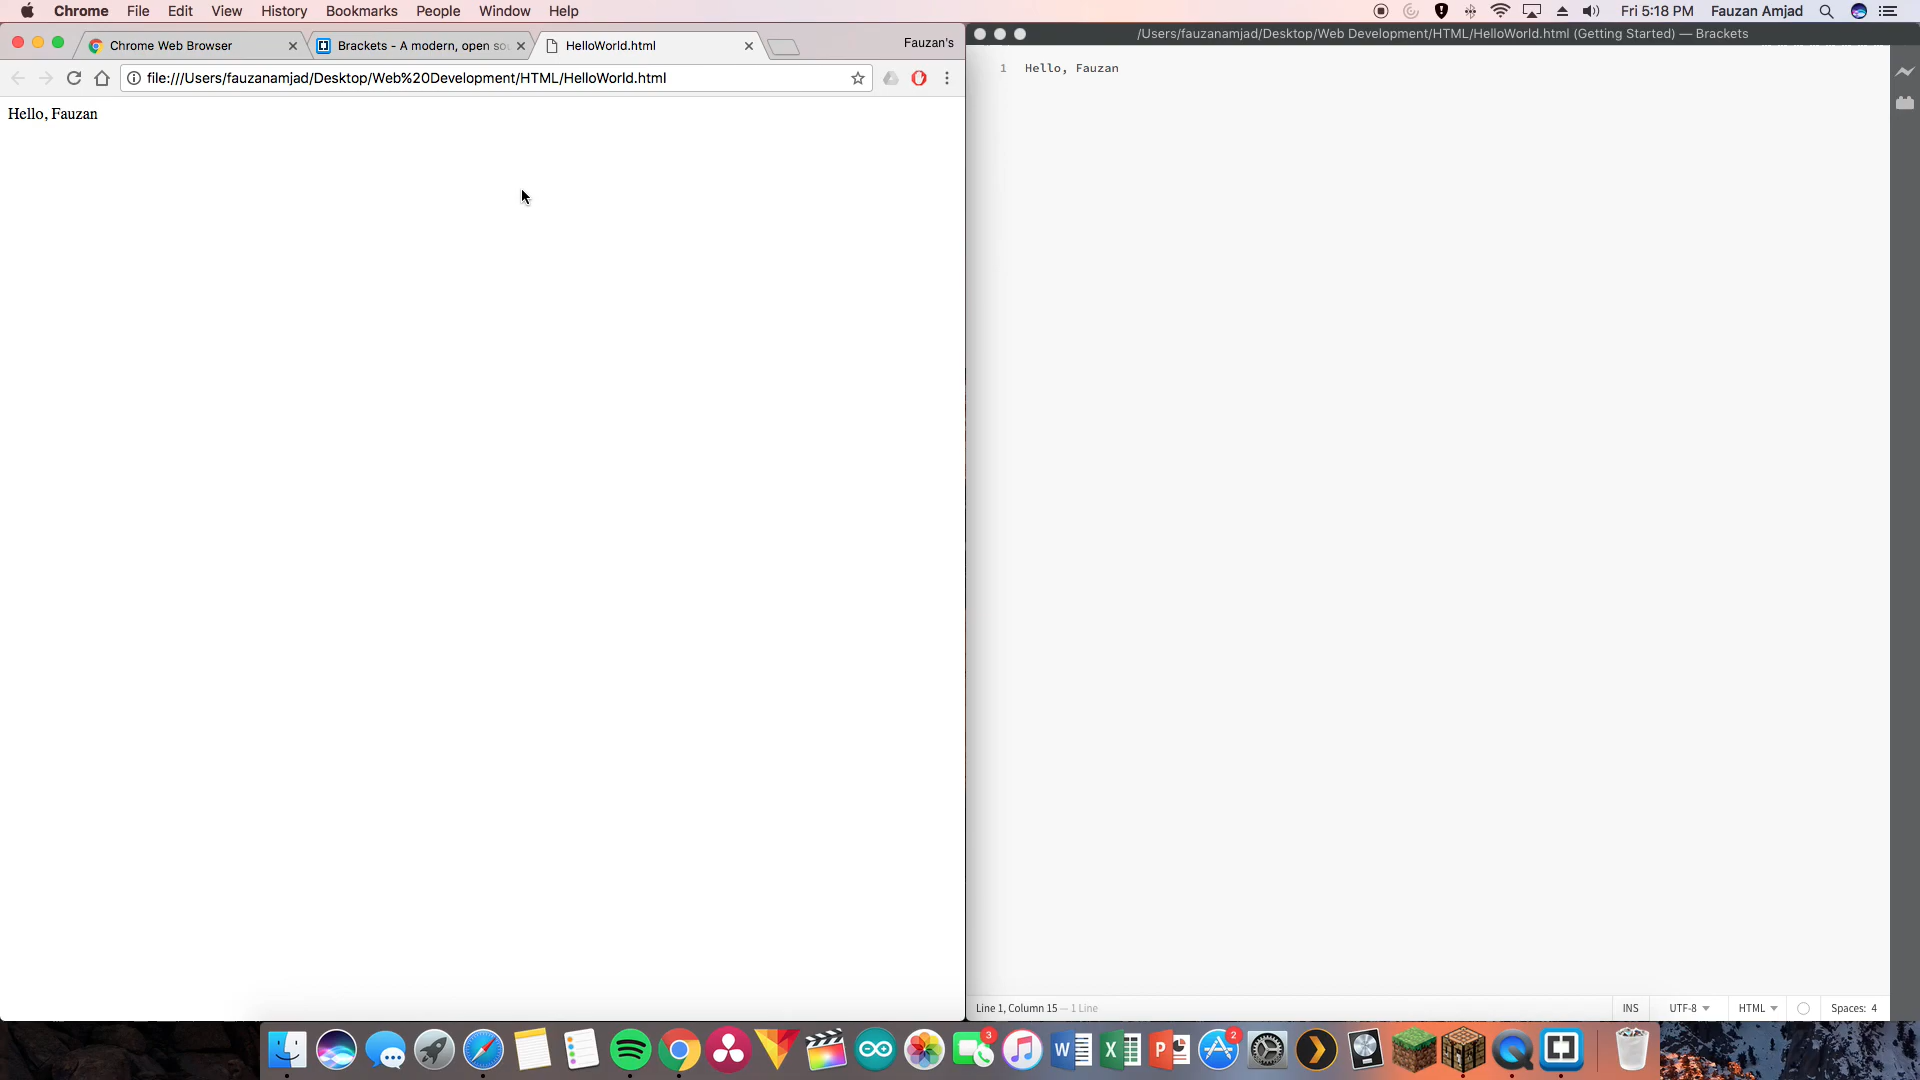 Chrome File Edit View History Bookmarks People Window Help Fri 5:18 PM Fauzan Amjad
Chrome Web Browser Brackets - A modern, open so HelloWorld.html Fauzan's
file:///Users/fauzanamjad/Desktop/Web%20Development/HTML/HelloWorld.html
Hello, Fauzan
/Users/fauzanamjad/Desktop/Web Development/HTML/HelloWorld.html (Getting Started) — Brackets
1 Hello, Fauzan
Line 1, Column 15 — 1 Line INS UTF-8 HTML Spaces: 4
3
W
X
P
2